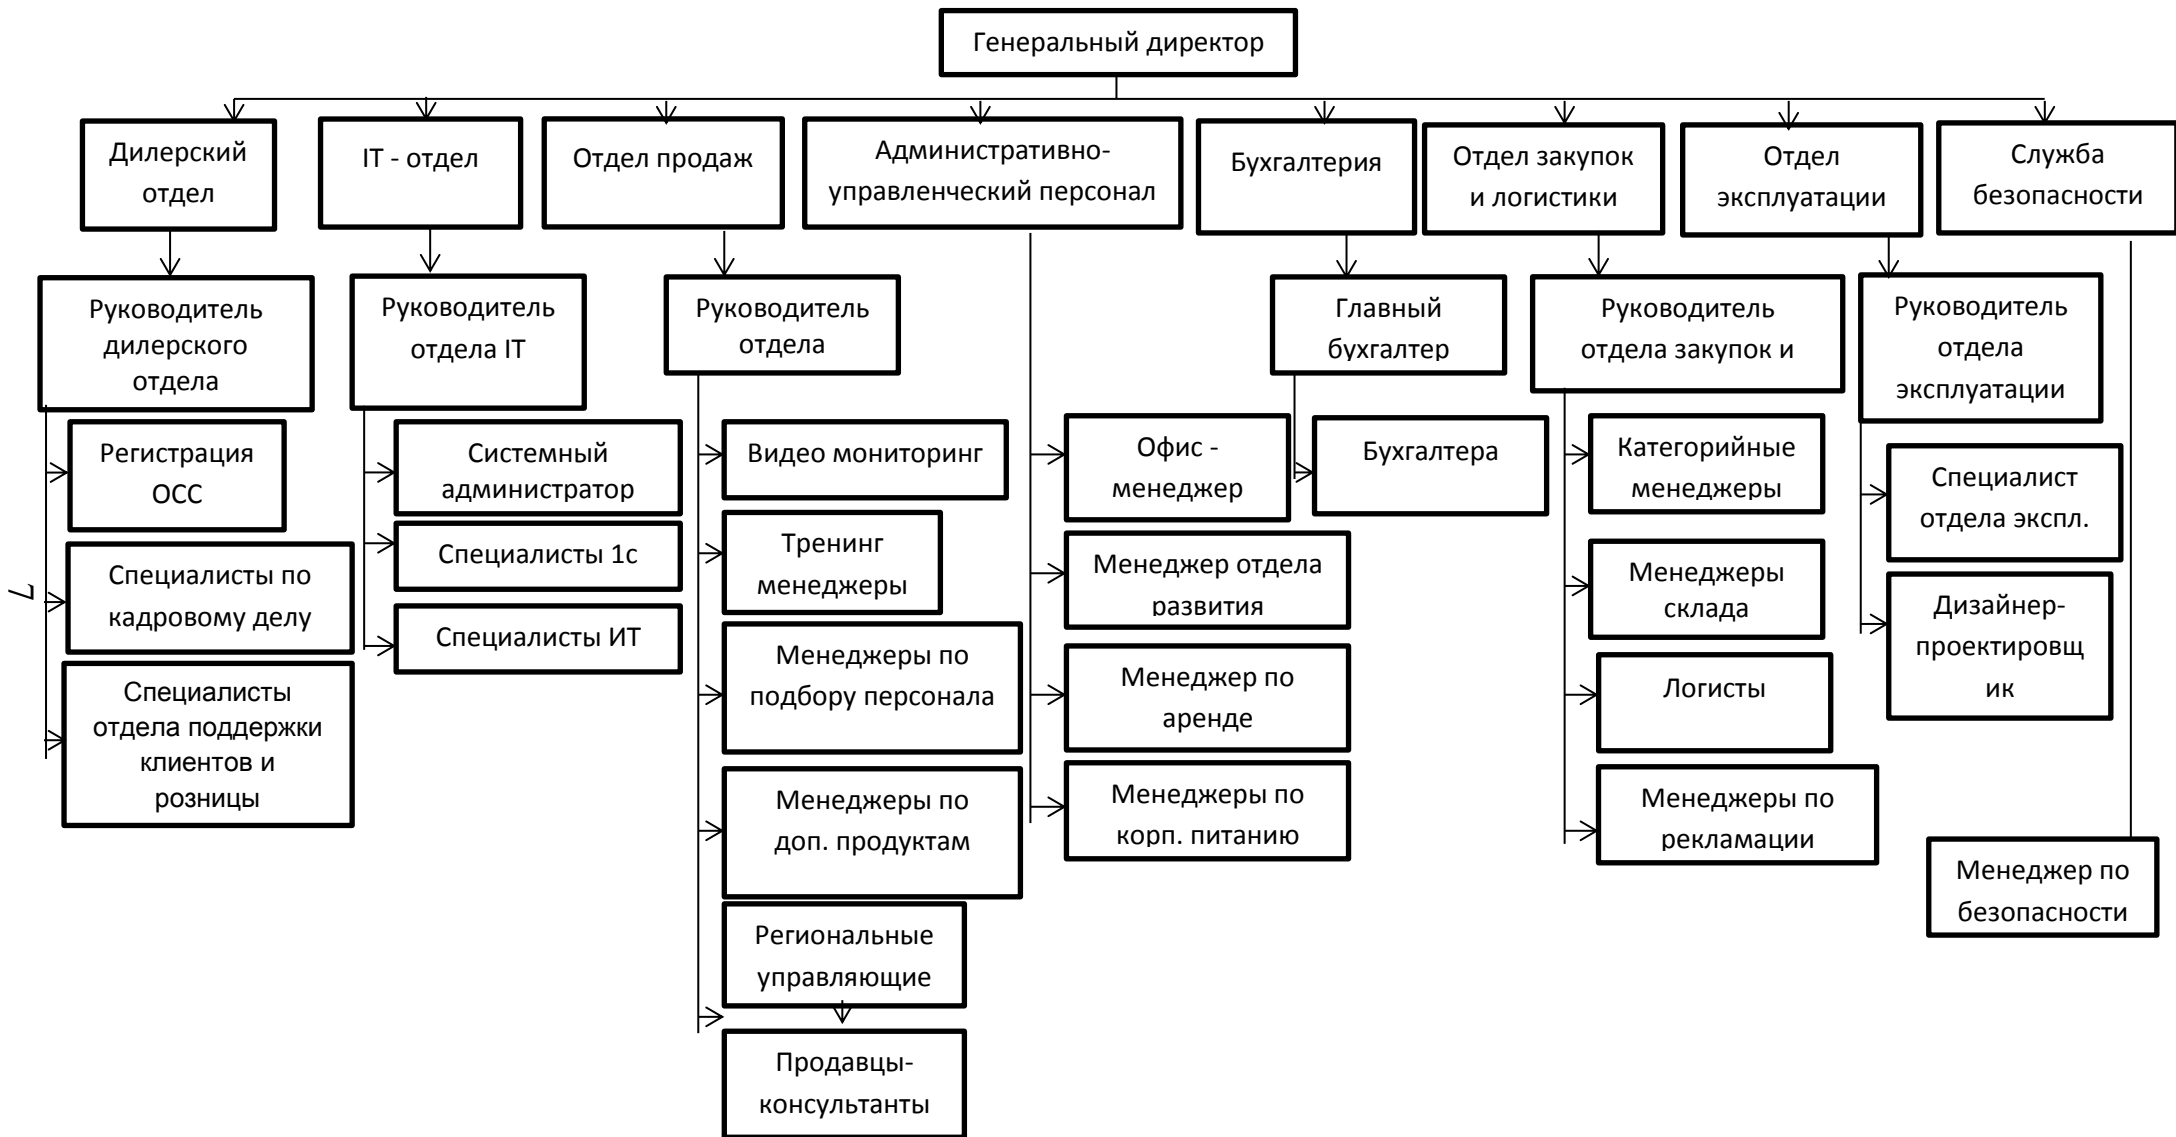 Генеральный директор
Дилерский
отдел
IT - отдел
Отдел продаж
Административно-
управленческий персонал
Бухгалтерия
Отдел закупок
и логистики
Отдел
эксплуатации
Служба
безопасности
Руководитель
дилерского
отдела
Руководитель
отдела IT
Руководитель
отдела
Главный
бухгалтер
Руководитель
отдела закупок и
Руководитель
отдела
эксплуатации
Регистрация
ОСС
Специалисты по
кадровому делу
Специалисты
отдела поддержки
клиентов и
розницы
Системный
администратор
Специалисты 1с
Специалисты ИТ
Видео мониторинг
Тренинг
менеджеры
Менеджеры по
подбору персонала
Менеджеры по
доп. продуктам
Региональные
управляющие
Продавцы-
консультанты
Офис -
менеджер
Менеджер отдела
развития
Менеджер по
аренде
Менеджеры по
корп. питанию
Бухгалтера
Категорийные
менеджеры
Менеджеры
склада
Логисты
Менеджеры по
рекламации
Специалист
отдела экспл.
Дизайнер-
проектировщ
ик
Менеджер по
безопасности